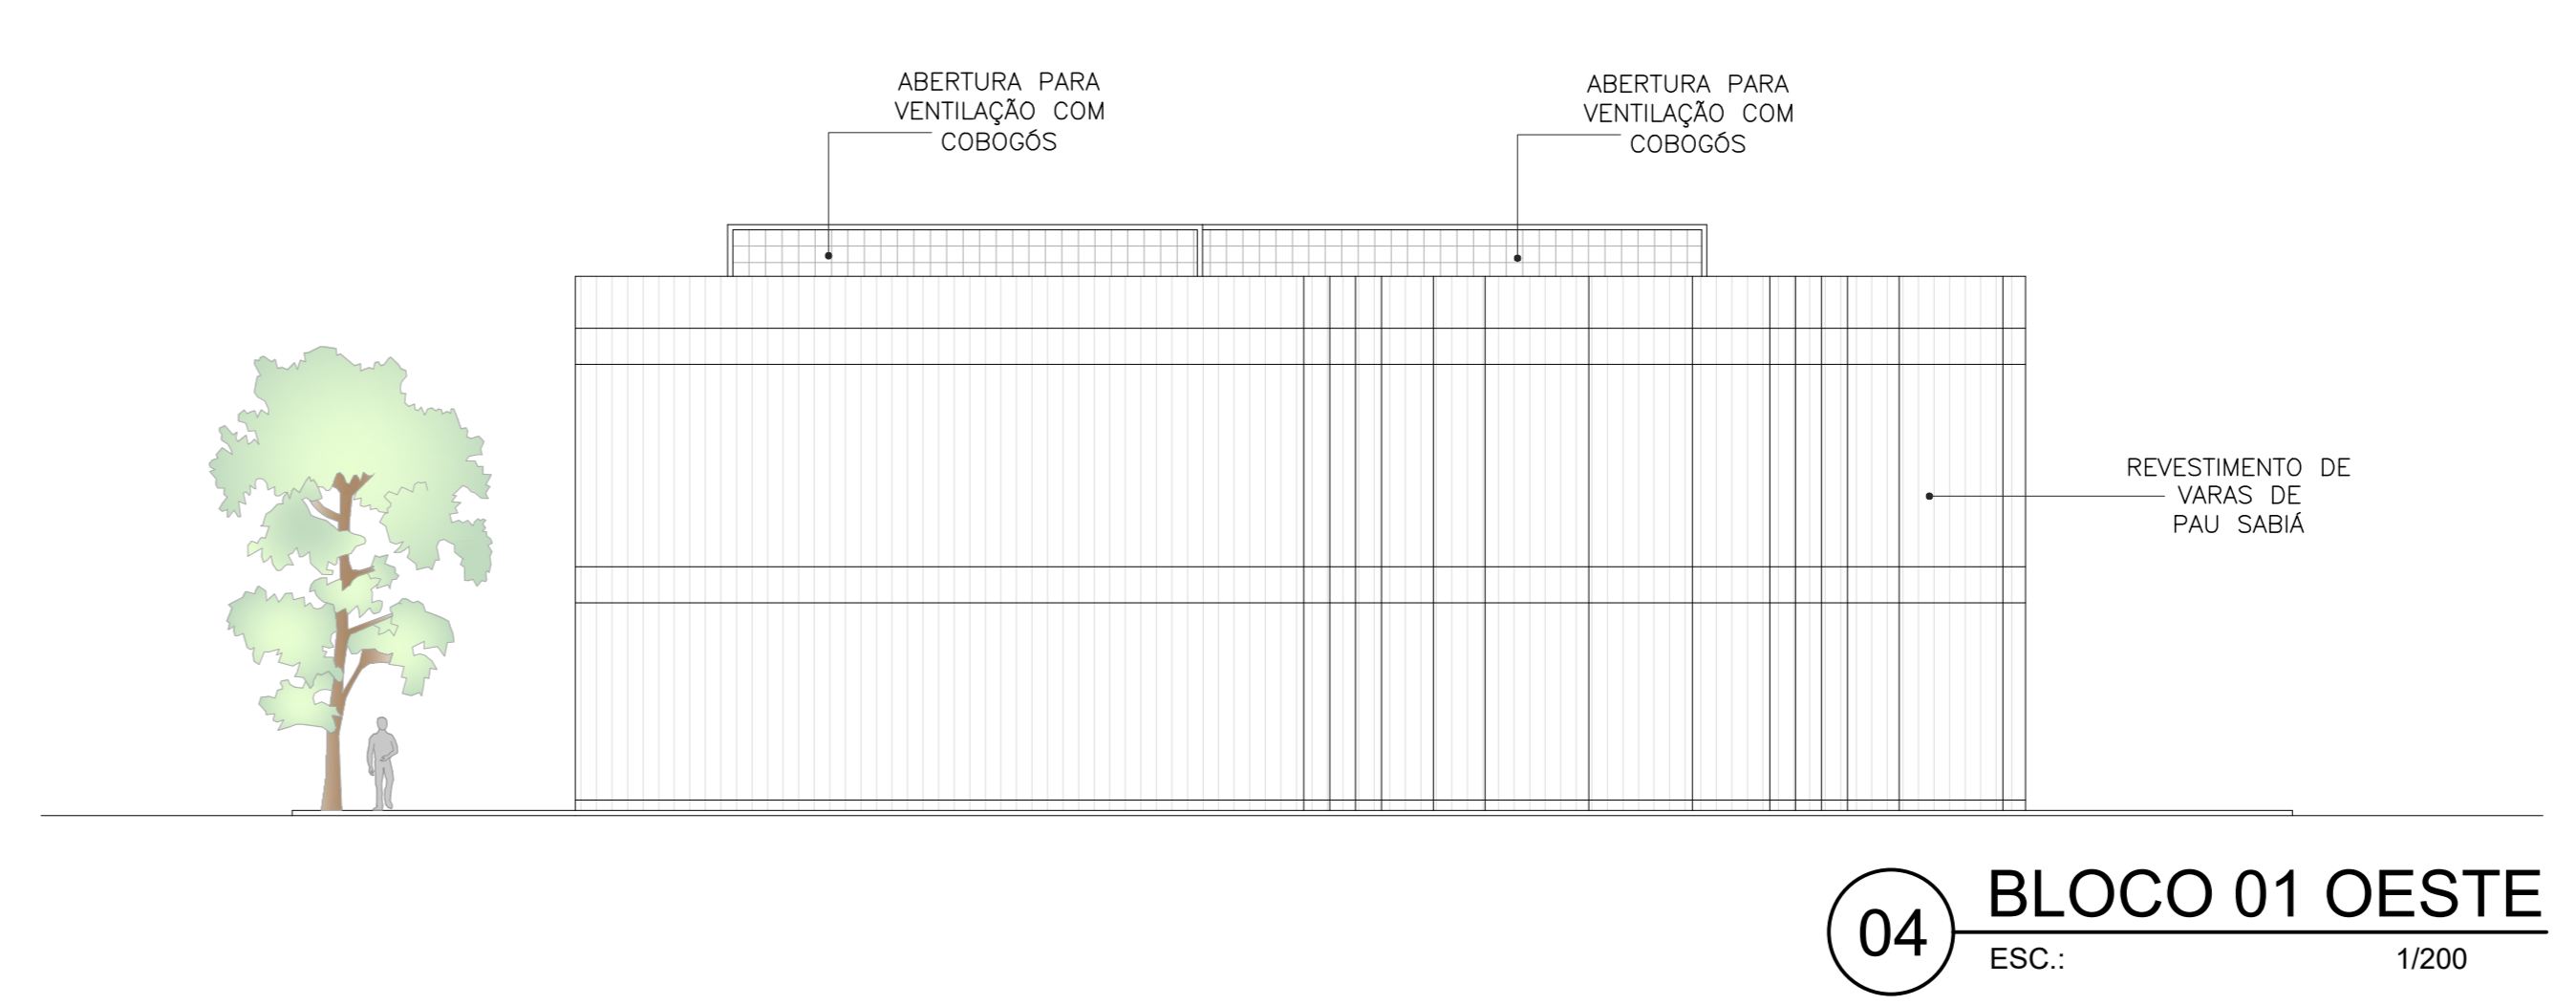 ABERTURA PARA
VENTILAÇÃO COM
COBOGÓS
ABERTURA PARA
VENTILAÇÃO COM
COBOGÓS
REVESTIMENTO DE
VARAS DE
PAU SABIÁ
04
BLOCO 01 OESTE
ESC.: 1/200